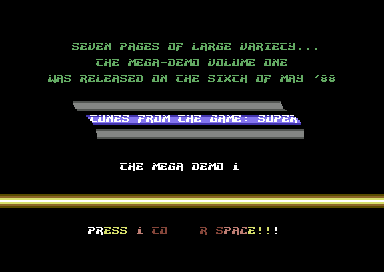 SEVEN PAGES OF LARGE VARIETY...
THE MEGA-DEMO VOLUME ONE
WAS RELEASED ON THE SIXTH OF MAY '88
TUNES FROM THE GAME: SUPER
THE MEGA DEMO 1
PRESS 1 TO R SPACE!!!